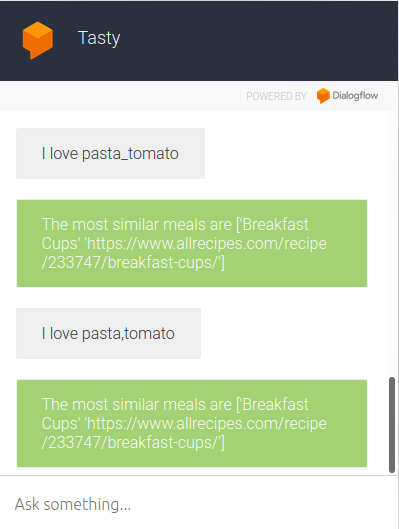 Tasty
POWERED BY Dialogflow
I love pasta_tomato
The most similar meals are ['Breakfast
Cups' 'https://www.allrecipes.com/recipe
/233747/breakfast-cups/']
I love pasta,tomato
The most similar meals are ['Breakfast
Cups' 'https://www.allrecipes.com/recipe
/233747/breakfast-cups/']
Ask something...